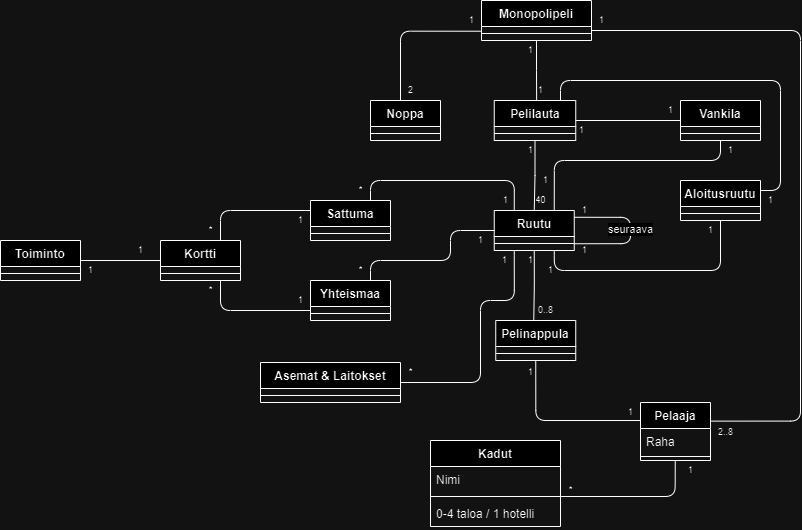 Monopolipeli
1
1
1
2
1
Noppa
Pelilauta
1
1
Vankila
1
1
1
40
Aloitusruutu
1
1
*
1
Sattuma
1
Ruutu
1
seuraava
1
1
*
Toiminto
1
1
Kortti
*
1
Yhteismaa
*
1
1
1
1
0..8
Pelinappula
1
Asemat & Laitokset
*
1
Pelaaja
Raha
2..8
1
Kadut
Nimi
*
0-4 taloa / 1 hotelli